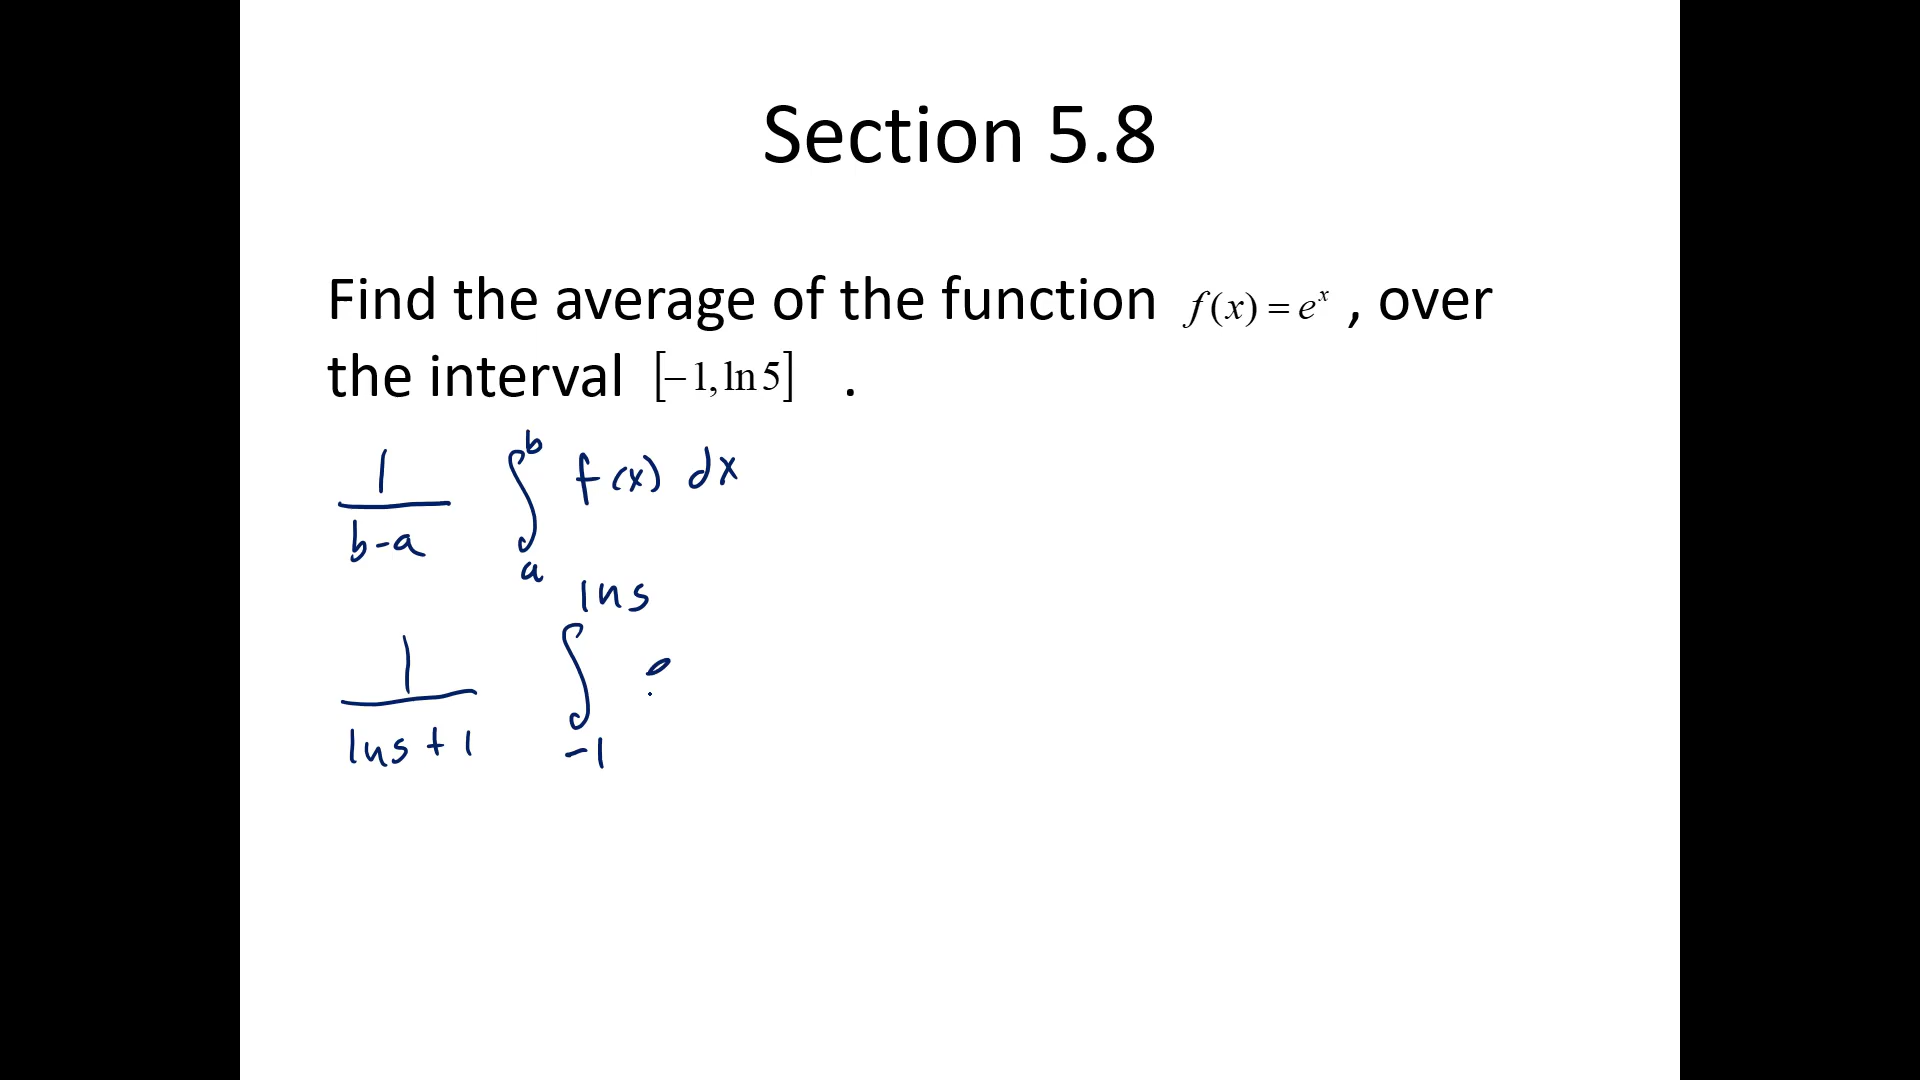 Section 5.8
Find the average of the function f(x) = e^x , over
the interval [−1, ln 5] .
1/(b-a) ∫_a^b f(x) dx
1/(ln5+1) ∫_-1^ln5 e